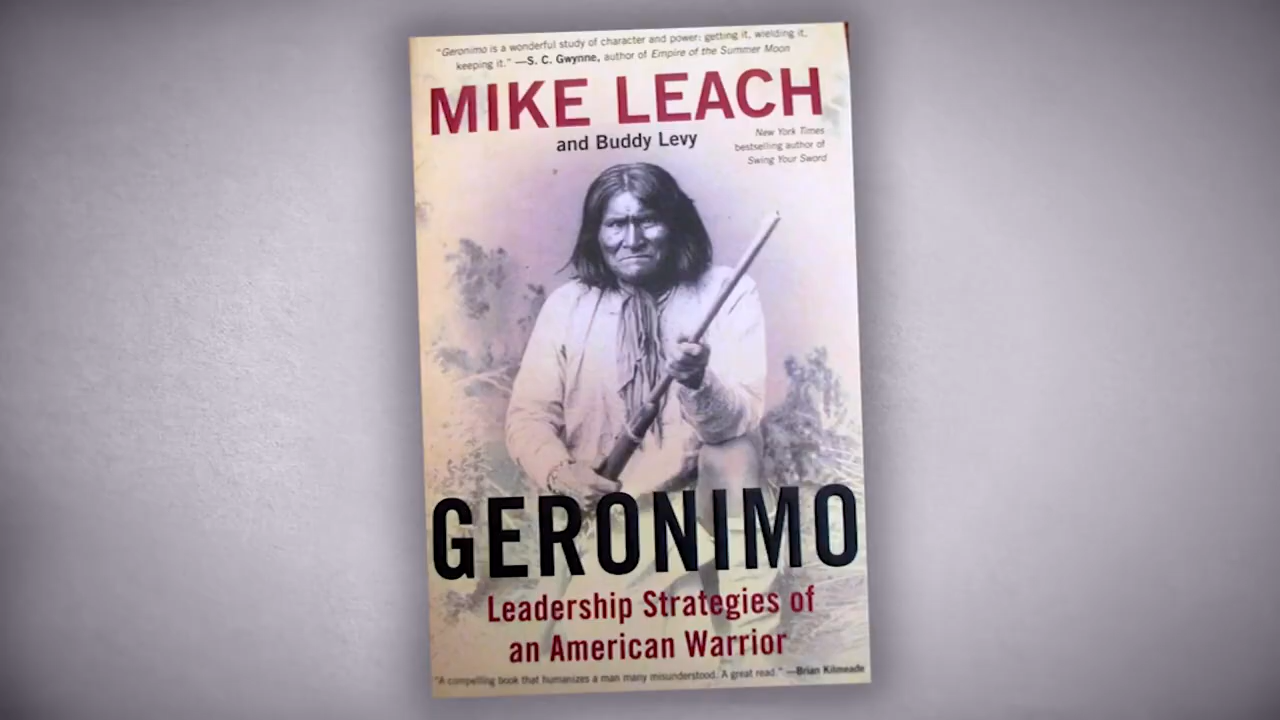 "Geronimo is a wonderful study of character and power: getting it, wielding it,
keeping it." —S. C. Gwynne, author of Empire of the Summer Moon
MIKE LEACH
and Buddy Levy
New York Times
bestselling author of
Swing Your Sword
GERONIMO
Leadership Strategies of
an American Warrior
"A compelling book that humanizes a man many misunderstood. A great read." —Brian Kilmeade